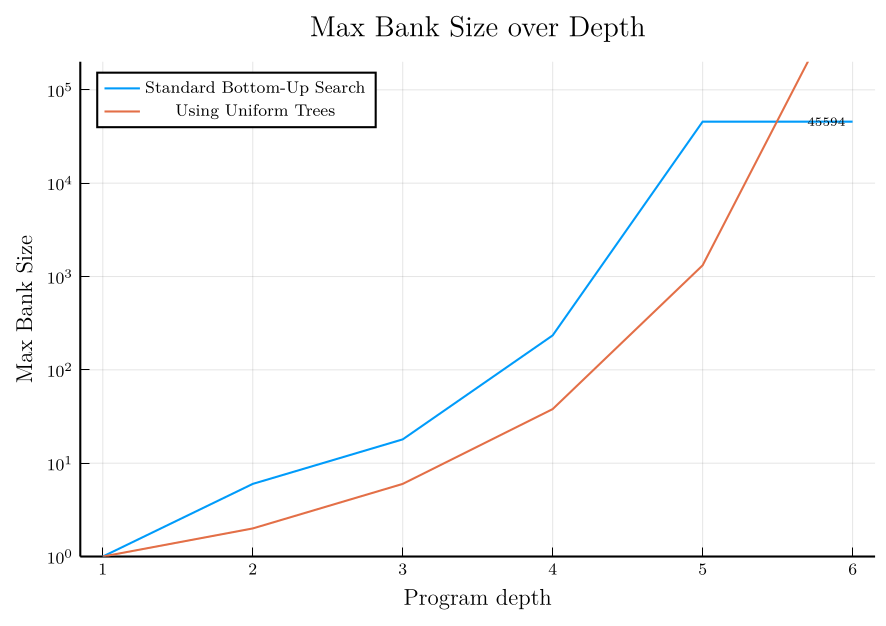 Max Bank Size over Depth
Standard Bottom-Up Search
Using Uniform Trees
Max Bank Size
10⁵
10⁴
10³
10²
10¹
10⁰
45594
1 2 3 4 5 6
Program depth